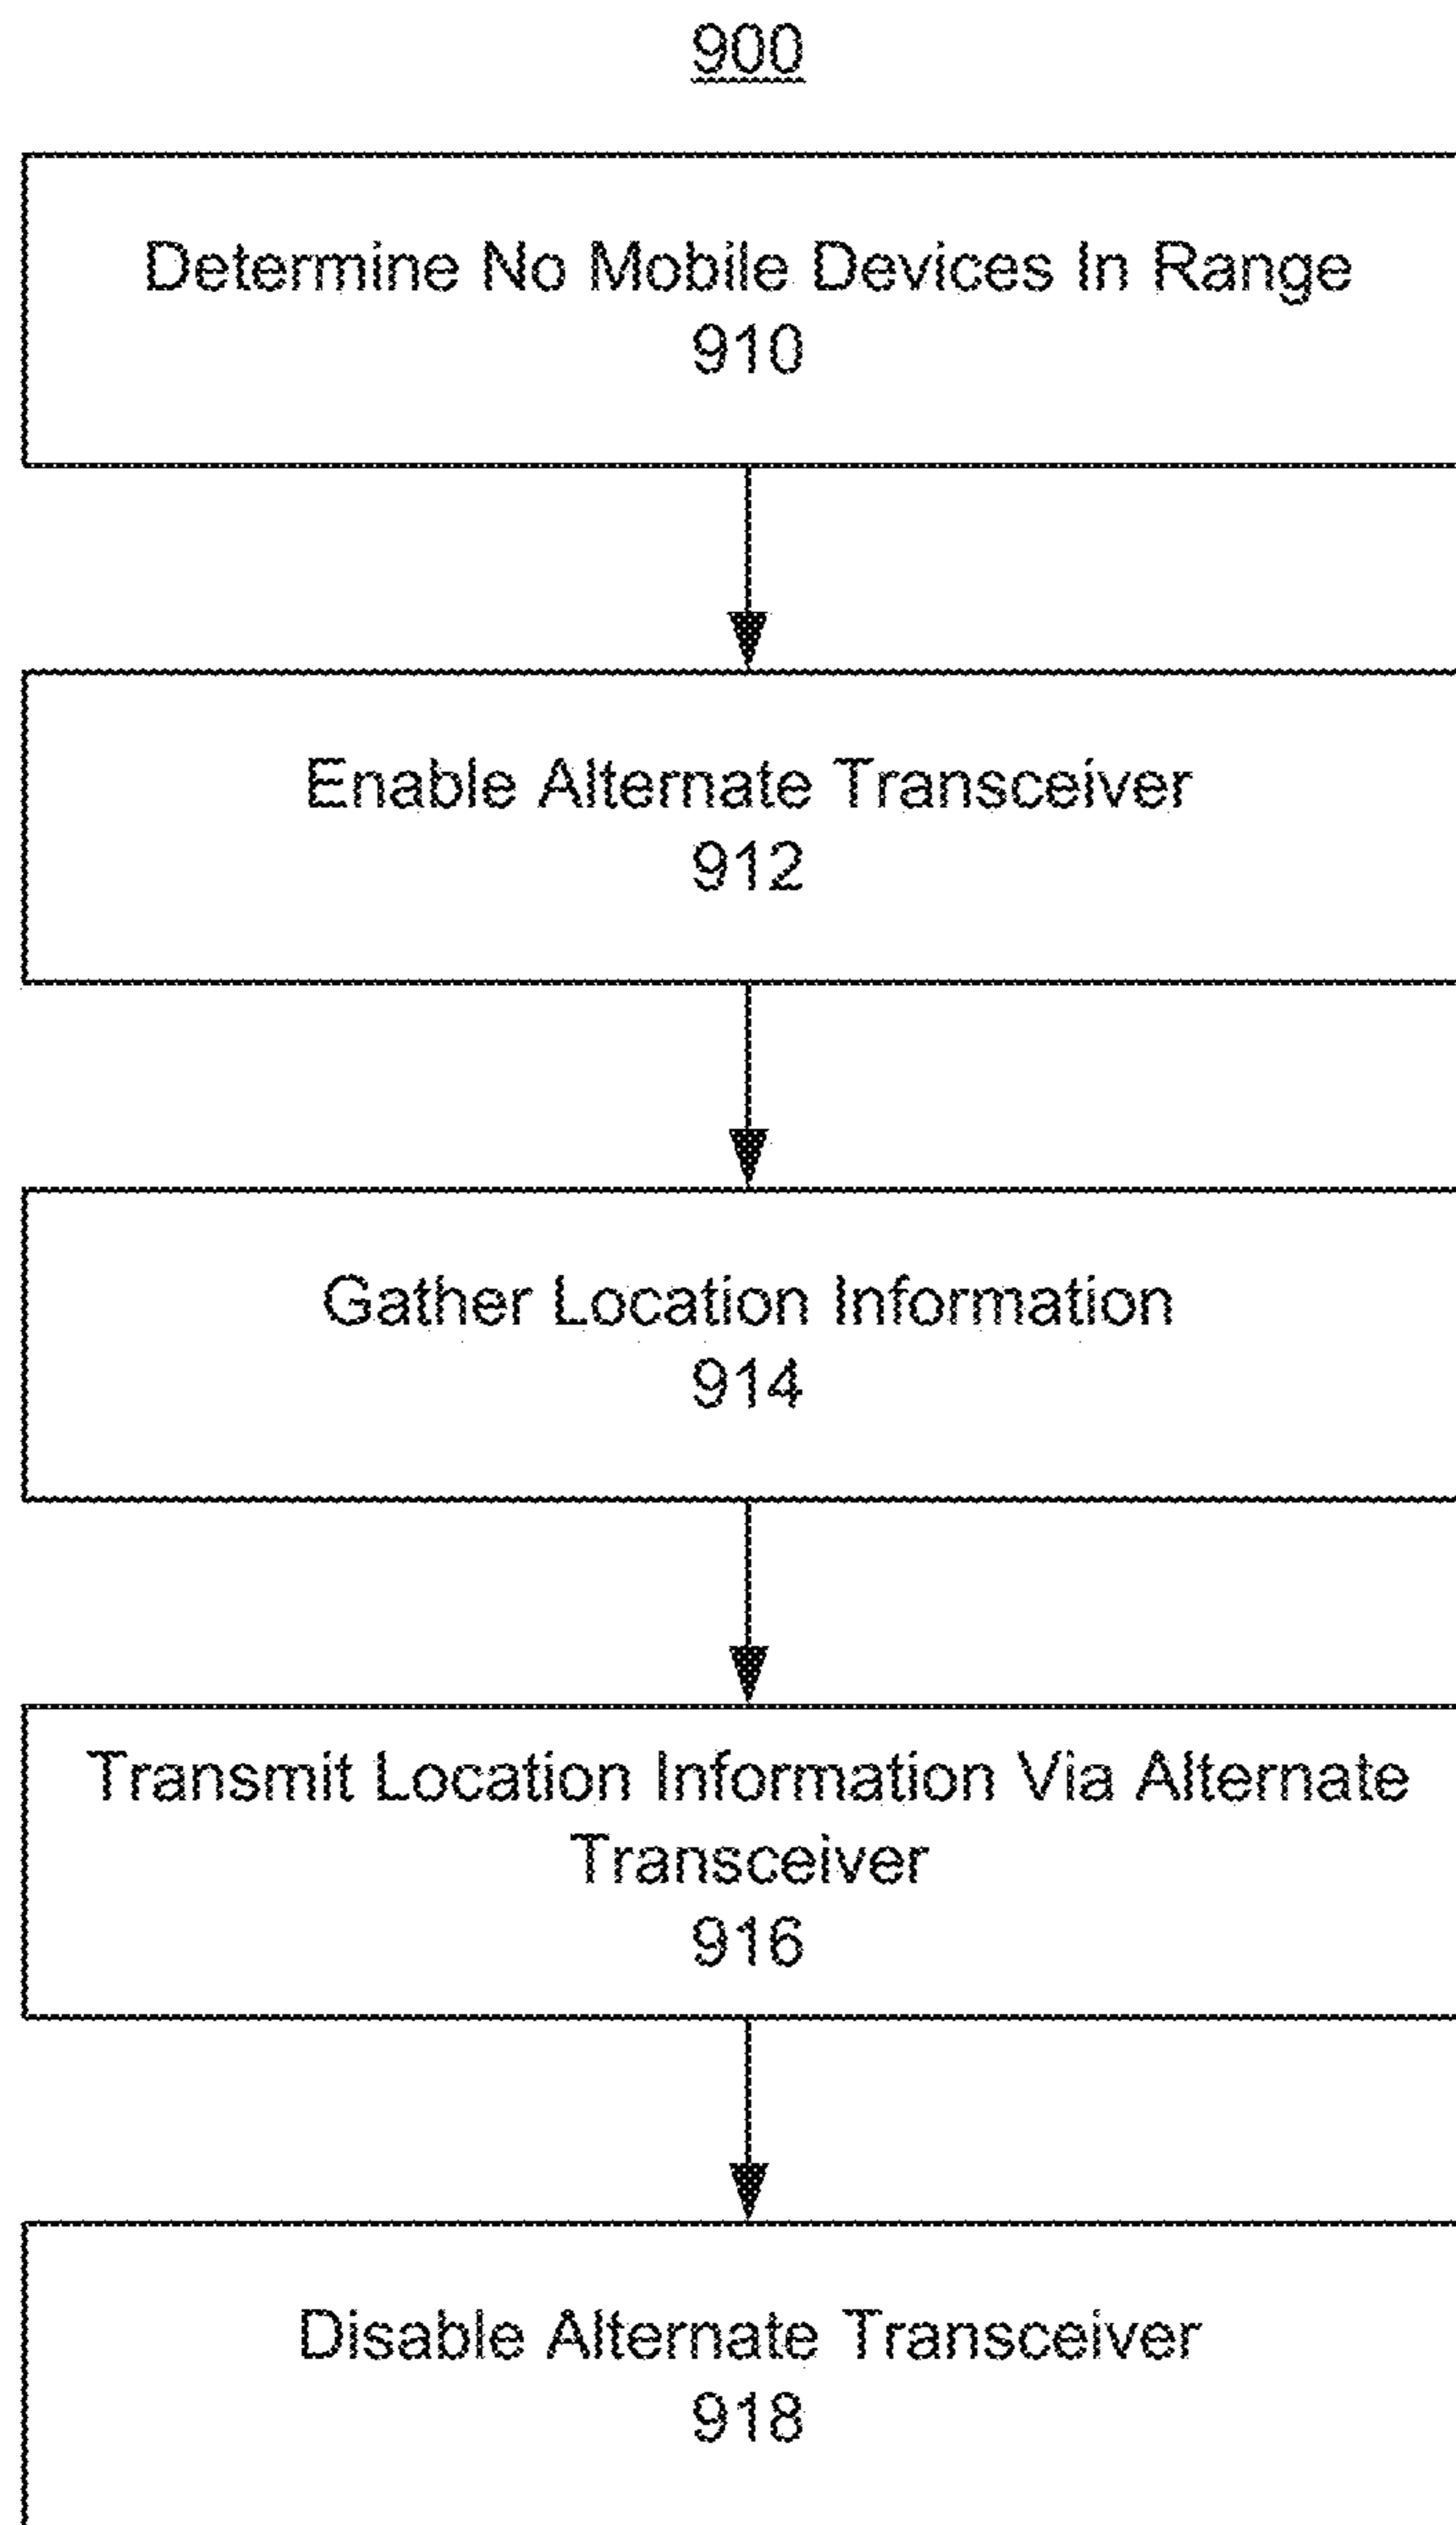 900
Determine No Mobile Devices In Range
910
Enable Alternate Transceiver
912
Gather Location Information
914
Transmit Location Information Via Alternate
Transceiver
916
Disable Alternate Transceiver
918